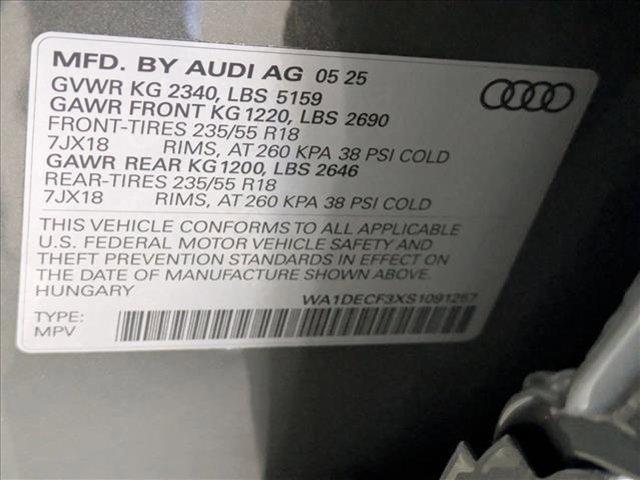 MFD. BY AUDI AG 05 25
GVWR KG 2340, LBS 5159
GAWR FRONT KG 1220, LBS 2690
FRONT-TIRES 235/55 R18
7JX18 RIMS, AT 260 KPA 38 PSI COLD
GAWR REAR KG 1200, LBS 2646
REAR-TIRES 235/55 R18
7JX18 RIMS, AT 260 KPA 38 PSI COLD
THIS VEHICLE CONFORMS TO ALL APPLICABLE
U.S. FEDERAL MOTOR VEHICLE SAFETY AND
THEFT PREVENTION STANDARDS IN EFFECT ON
THE DATE OF MANUFACTURE SHOWN ABOVE.
HUNGARY
WA1DECF3XS1091257
TYPE:
MPV